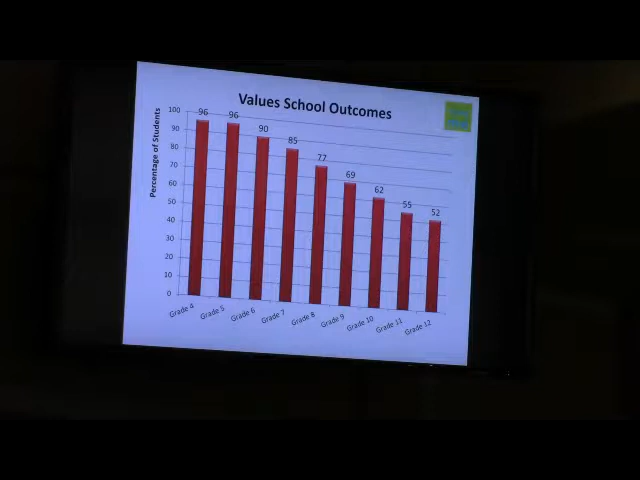 Values School Outcomes
Percentage of Students
100
90
80
70
60
50
40
30
20
10
0
96
96
90
85
77
69
62
55
52
Grade 4
Grade 5
Grade 6
Grade 7
Grade 8
Grade 9
Grade 10
Grade 11
Grade 12